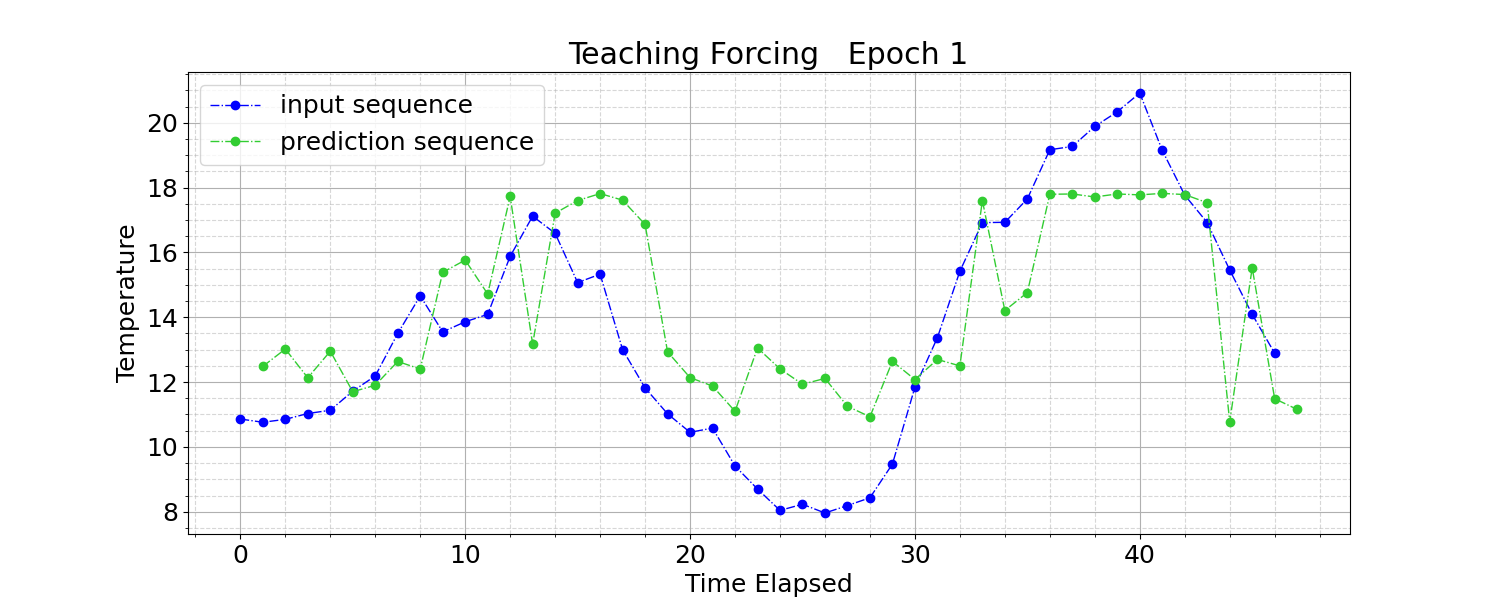 Teaching Forcing   Epoch 1
input sequence
prediction sequence
Temperature
20
18
16
14
12
10
8
0 10 20 30 40
Time Elapsed